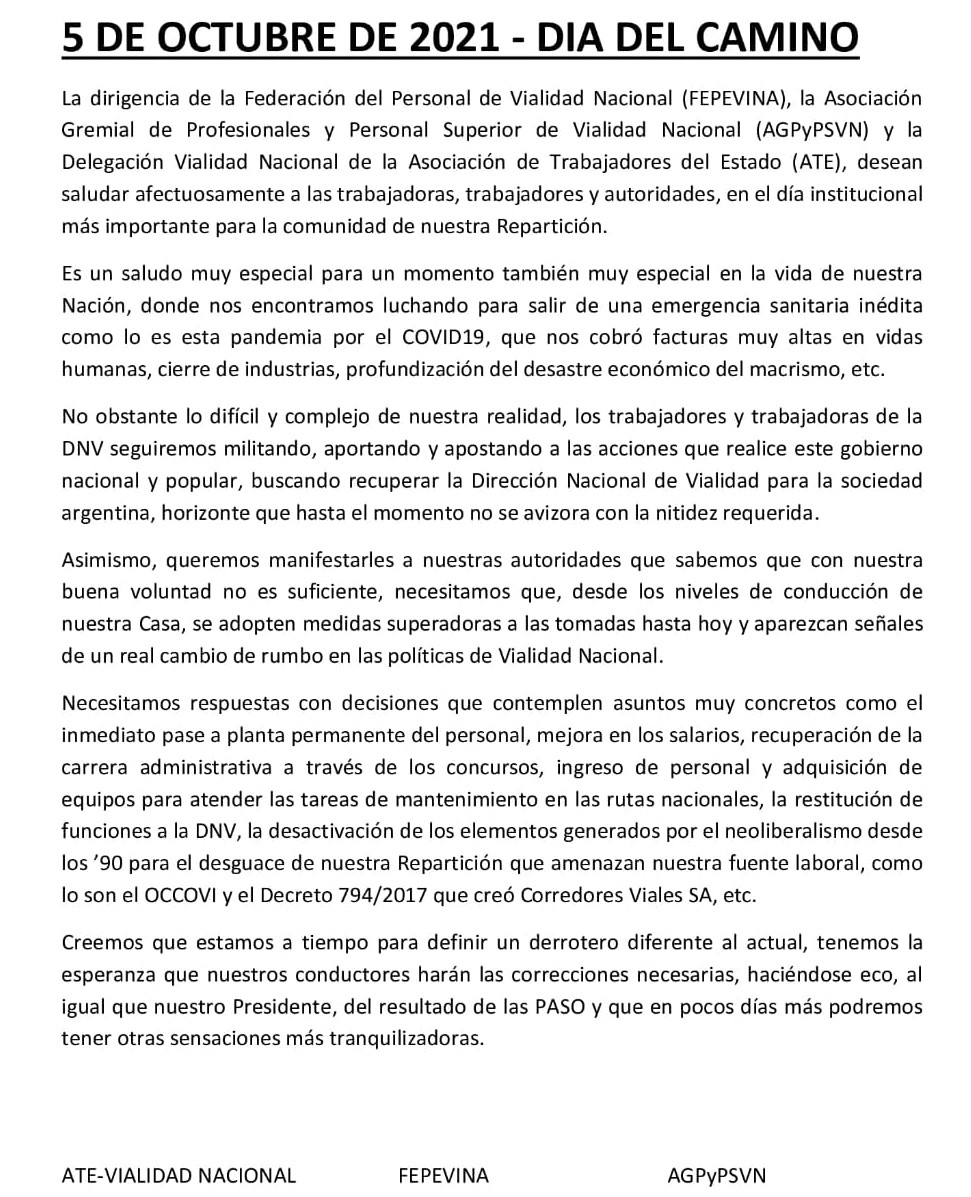 5 DE OCTUBRE DE 2021 - DIA DEL CAMINO
La dirigencia de la Federación del Personal de Vialidad Nacional (FEPEVINA), la Asociación
Gremial de Profesionales y Personal Superior de Vialidad Nacional (AGPyPSVN) y la
Delegación Vialidad Nacional de la Asociación de Trabajadores del Estado (ATE), desean
saludar afectuosamente a las trabajadoras, trabajadores y autoridades, en el día institucional
más importante para la comunidad de nuestra Repartición.
Es un saludo muy especial para un momento también muy especial en la vida de nuestra
Nación, donde nos encontramos luchando para salir de una emergencia sanitaria inédita
como lo es esta pandemia por el COVID19, que nos cobró facturas muy altas en vidas
humanas, cierre de industrias, profundización del desastre económico del macrismo, etc.
No obstante lo difícil y complejo de nuestra realidad, los trabajadores y trabajadoras de la
DNV seguiremos militando, aportando y apostando a las acciones que realice este gobierno
nacional y popular, buscando recuperar la Dirección Nacional de Vialidad para la sociedad
argentina, horizonte que hasta el momento no se avizora con la nitidez requerida.
Asimismo, queremos manifestarles a nuestras autoridades que sabemos que con nuestra
buena voluntad no es suficiente, necesitamos que, desde los niveles de conducción de
nuestra Casa, se adopten medidas superadoras a las tomadas hasta hoy y aparezcan señales
de un real cambio de rumbo en las políticas de Vialidad Nacional.
Necesitamos respuestas con decisiones que contemplen asuntos muy concretos como el
inmediato pase a planta permanente del personal, mejora en los salarios, recuperación de la
carrera administrativa a través de los concursos, ingreso de personal y adquisición de
equipos para atender las tareas de mantenimiento en las rutas nacionales, la restitución de
funciones a la DNV, la desactivación de los elementos generados por el neoliberalismo desde
los ’90 para el desguace de nuestra Repartición que amenazan nuestra fuente laboral, como
lo son el OCCOVI y el Decreto 794/2017 que creó Corredores Viales SA, etc.
Creemos que estamos a tiempo para definir un derrotero diferente al actual, tenemos la
esperanza que nuestros conductores harán las correcciones necesarias, haciéndose eco, al
igual que nuestro Presidente, del resultado de las PASO y que en pocos días más podremos
tener otras sensaciones más tranquilizadoras.
ATE-VIALIDAD NACIONAL FEPEVINA AGPyPSVN